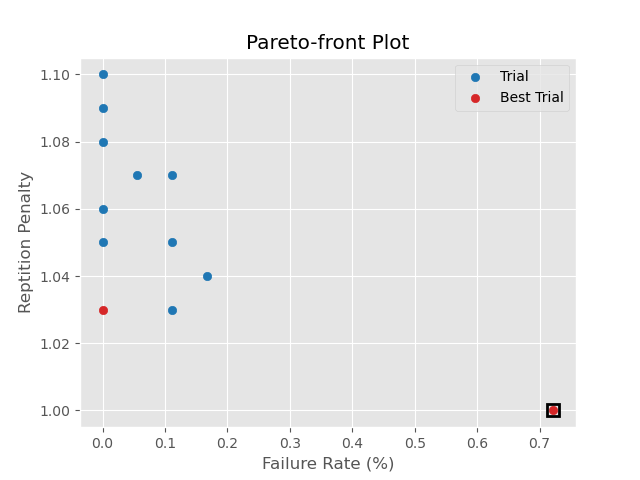 Pareto-front Plot
Trial
Best Trial
1.10
1.08
1.06
1.04
1.02
1.00
Reptition Penalty
0.0 0.1 0.2 0.3 0.4 0.5 0.6 0.7
Failure Rate (%)